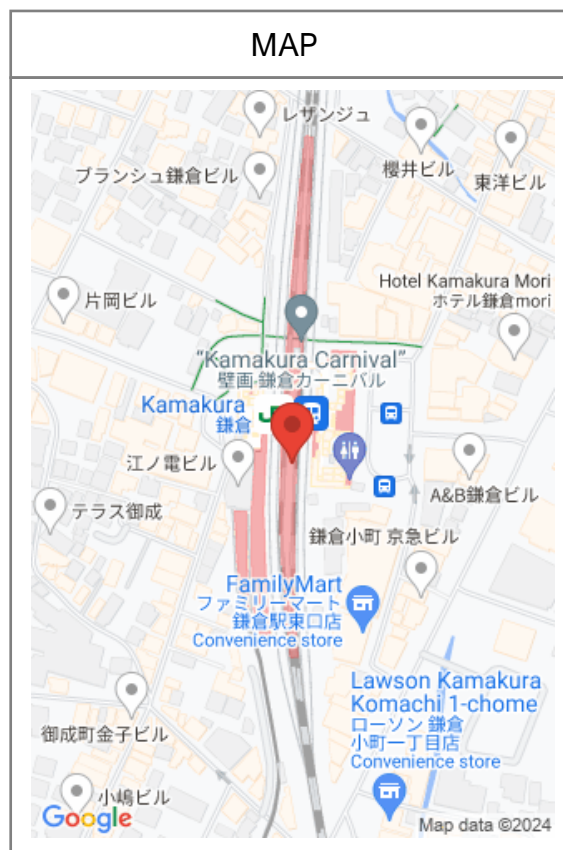 MAP
レザンジュ
ブランシュ鎌倉ビル
櫻井ビル
東洋ビル
片岡ビル
Hotel Kamakura Mori
ホテル鎌倉mori
“Kamakura Carnival”
壁画 鎌倉カーニバル
Kamakura
鎌倉
江ノ電ビル
A&B鎌倉ビル
テラス御成
鎌倉小町 京急ビル
FamilyMart
ファミリーマート
鎌倉駅東口店
Convenience store
Lawson Kamakura
Komachi 1-chome
ローソン 鎌倉
小町一丁目店
Convenience store
御成町金子ビル
小嶋ビル
Google
Map data ©2024